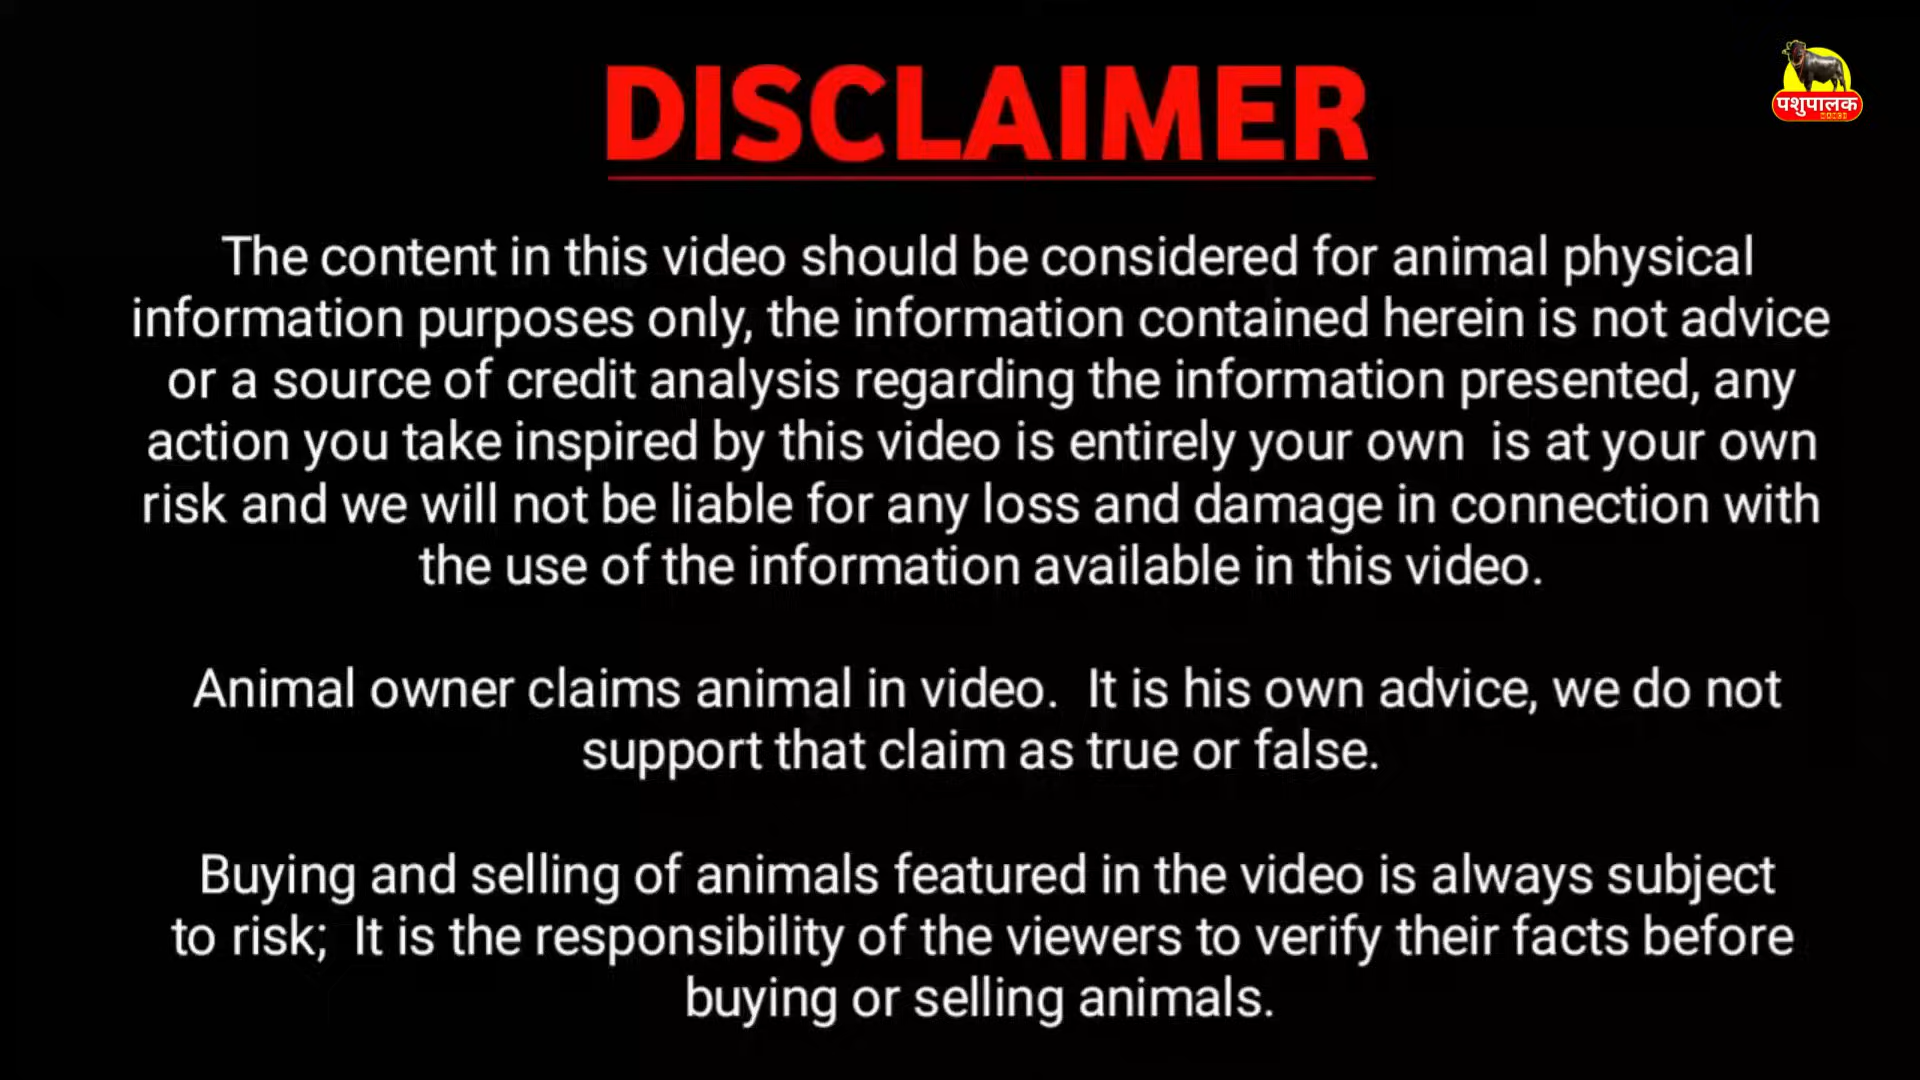 DISCLAIMER
पशुपालक
The content in this video should be considered for animal physical
information purposes only, the information contained herein is not advice
or a source of credit analysis regarding the information presented, any
action you take inspired by this video is entirely your own  is at your own
risk and we will not be liable for any loss and damage in connection with
the use of the information available in this video.
Animal owner claims animal in video.  It is his own advice, we do not
support that claim as true or false.
Buying and selling of animals featured in the video is always subject
to risk;  It is the responsibility of the viewers to verify their facts before
buying or selling animals.